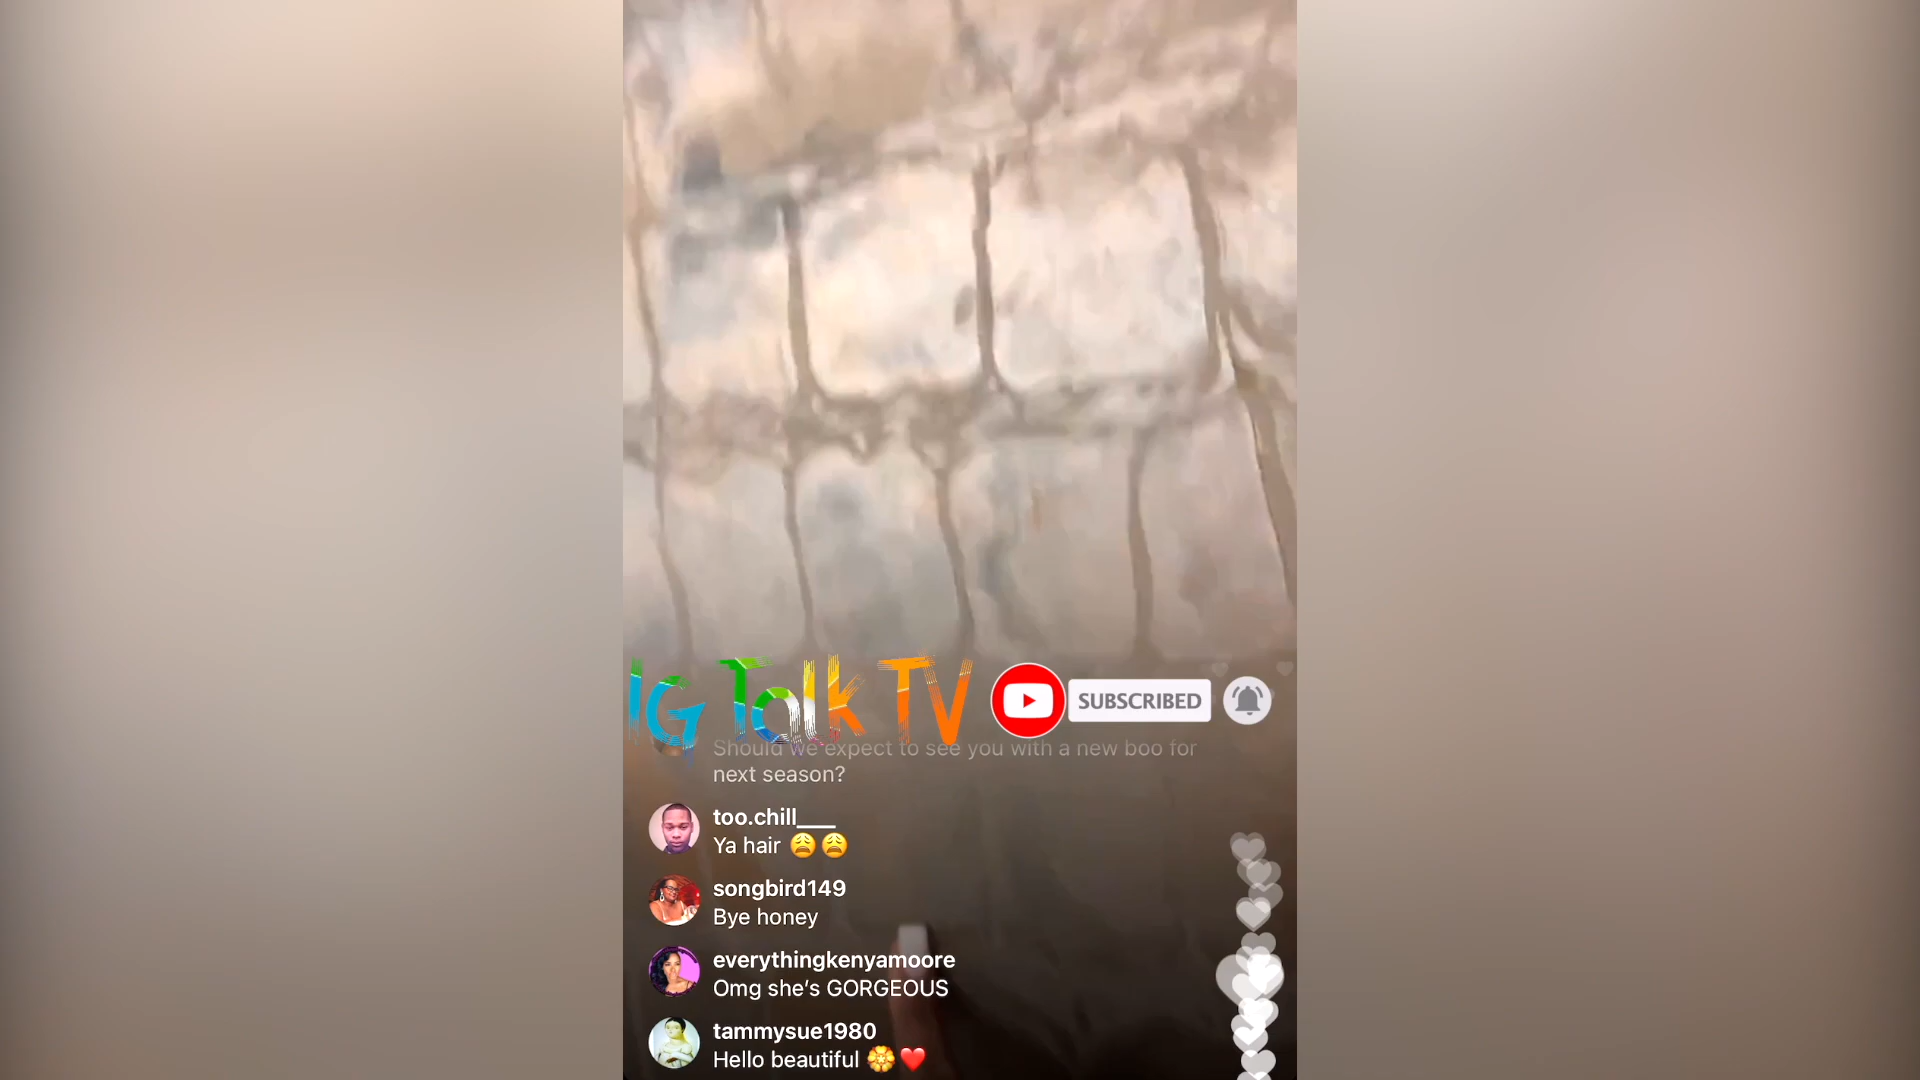 IG Talk TV
SUBSCRIBED
Should we expect to see you with a new boo for
next season?
too.chill___
Ya hair 😩😩
songbird149
Bye honey
everythingkenyamoore
Omg she’s GORGEOUS
tammysue1980
Hello beautiful 🏵️❤️